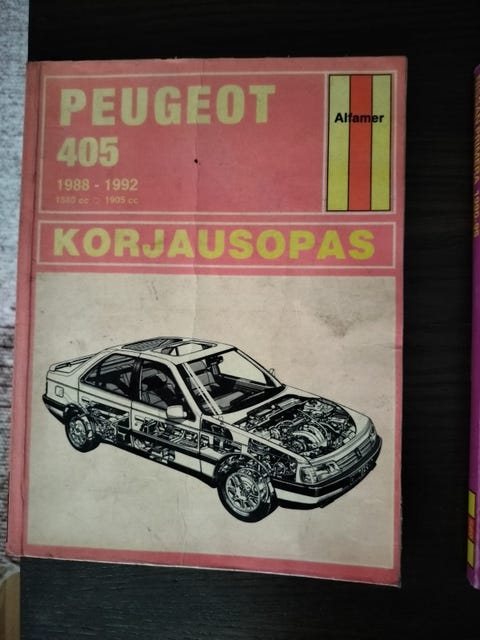 PEUGEOT
405
1988 - 1992
1580 cc □ 1905 cc
Alfamer
KORJAUSOPAS